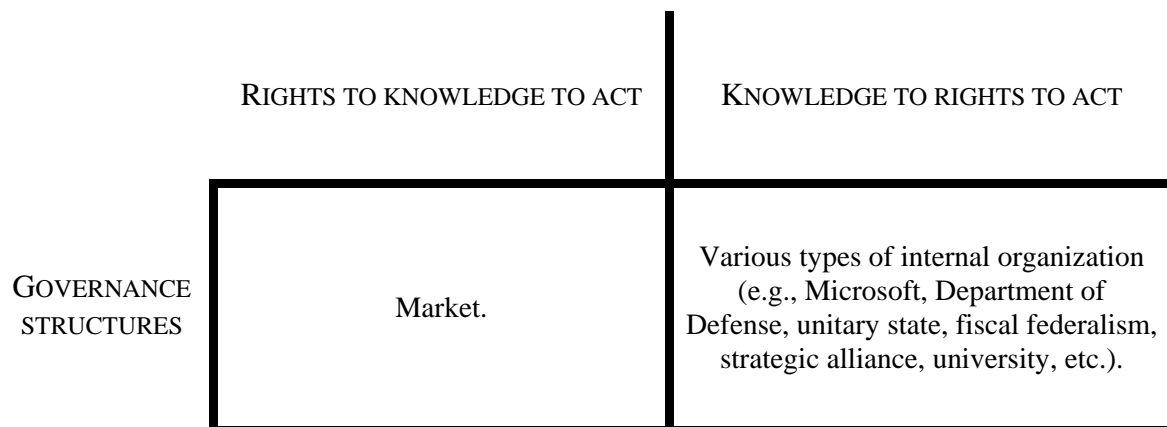 RIGHTS TO KNOWLEDGE TO ACT
KNOWLEDGE TO RIGHTS TO ACT
GOVERNANCE
STRUCTURES
Market.
Various types of internal organization
(e.g., Microsoft, Department of
Defense, unitary state, fiscal federalism,
strategic alliance, university, etc.).